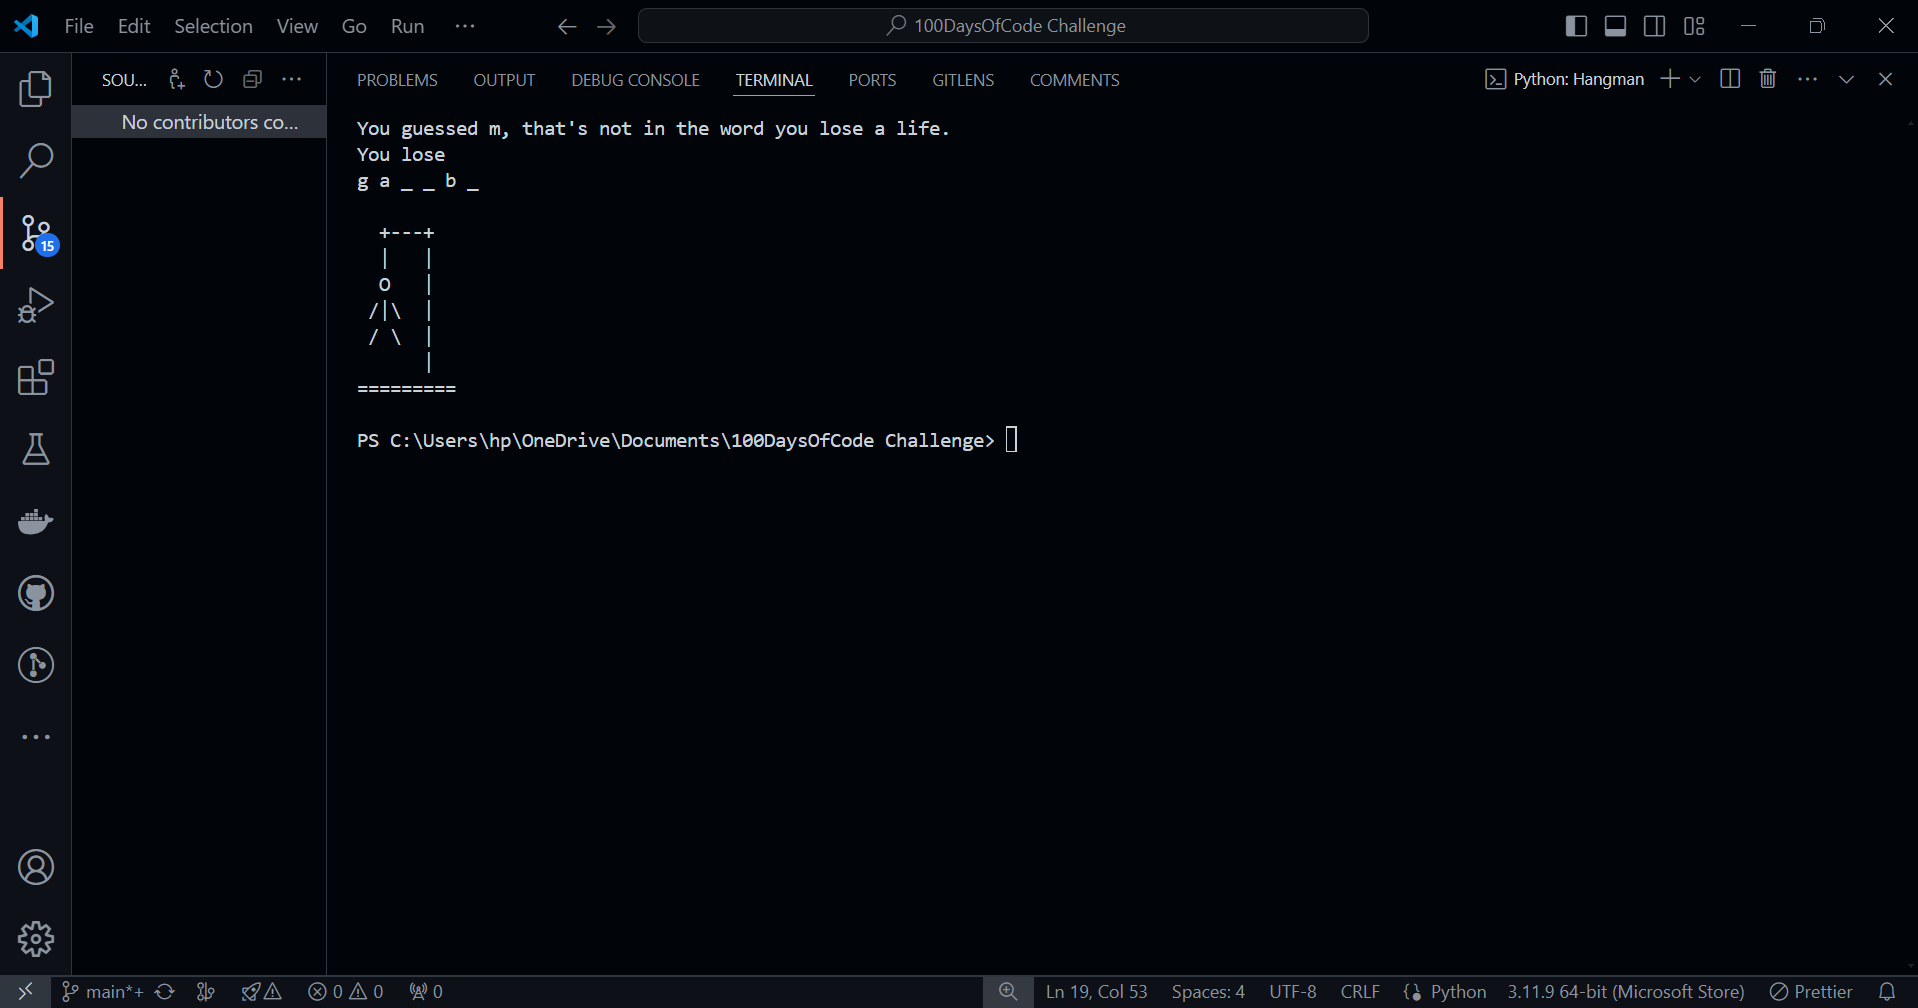 File Edit Selection View Go Run ···
100DaysOfCode Challenge
SOU...
No contributors co...
15
PROBLEMS OUTPUT DEBUG CONSOLE TERMINAL PORTS GITLENS COMMENTS
Python: Hangman
You guessed m, that's not in the word you lose a life.
You lose
g a _ _ b _
+---+
|   |
O   |
/|\  |
/ \  |
|
=========
PS C:\Users\hp\OneDrive\Documents\100DaysOfCode Challenge>
main*+ 0 0 0 Ln 19, Col 53 Spaces: 4 UTF-8 CRLF Python 3.11.9 64-bit (Microsoft Store) Prettier